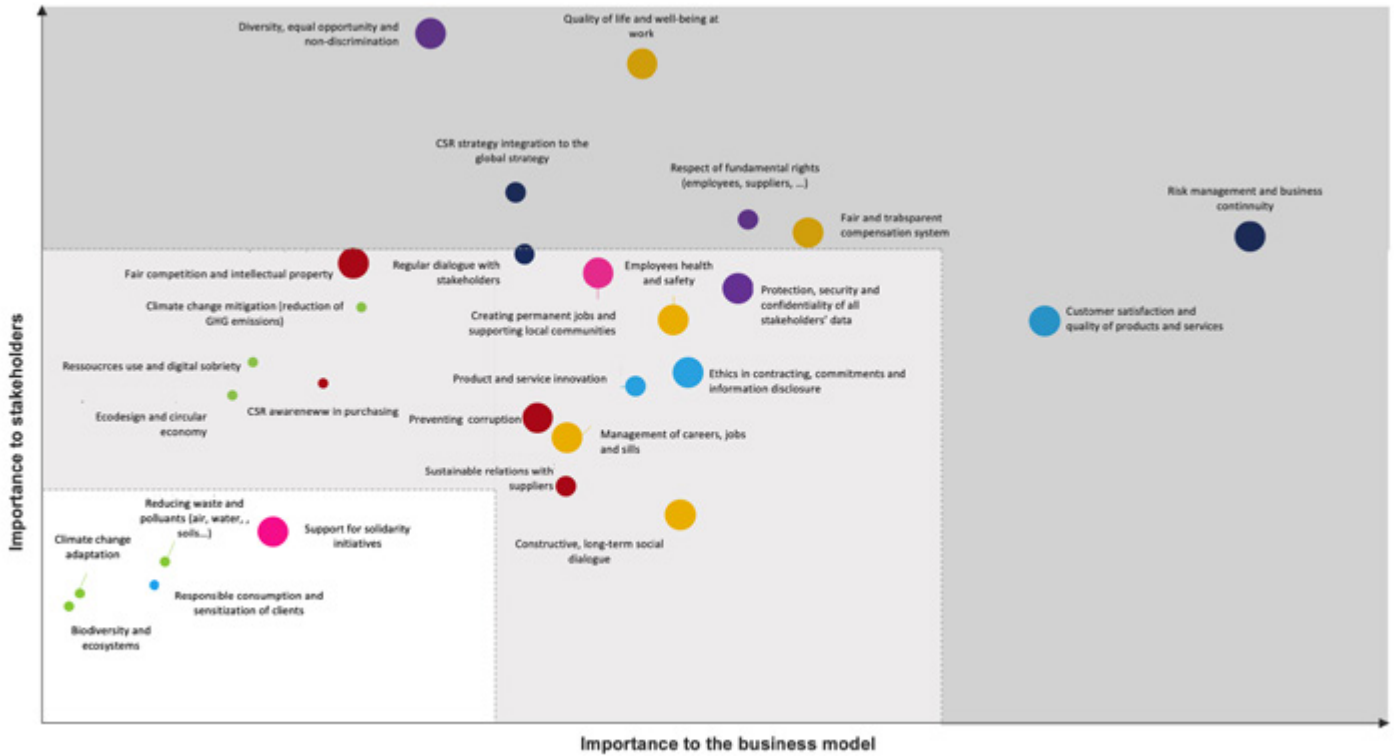 Diversity, equal opportunity and
non-discrimination
Quality of life and well-being at
work
CSR strategy integration to the
global strategy
Respect of fundamental rights
(employees, suppliers, ...)
Risk management and business
continnuity
Fair and trabsparent
compensation system
Fair competition and intellectual property
Regular dialogue with
stakeholders
Employees health
and safety
Protection, security and
confidentiality of all
stakeholders' data
Climate change mitigation (reduction of
GHG emissions)
Creating permanent jobs and
supporting local communities
Customer satisfaction and
quality of products and services
Ressoucrces use and digital sobriety
Product and service innovation
Ethics in contracting, commitments and
information disclosure
Ecodesign and circular
economy
CSR awareneww in purchasing
Preventing corruption
Management of careers, jobs
and sills
Sustainable relations with
suppliers
Reducing waste and
polluants (air, water, ,
soils...)
Support for solidarity
initiatives
Climate change
adaptation
Constructive, long-term social
dialogue
Responsible consumption and
sensitization of clients
Biodiversity and
ecosystems
Importance to stakeholders
Importance to the business model